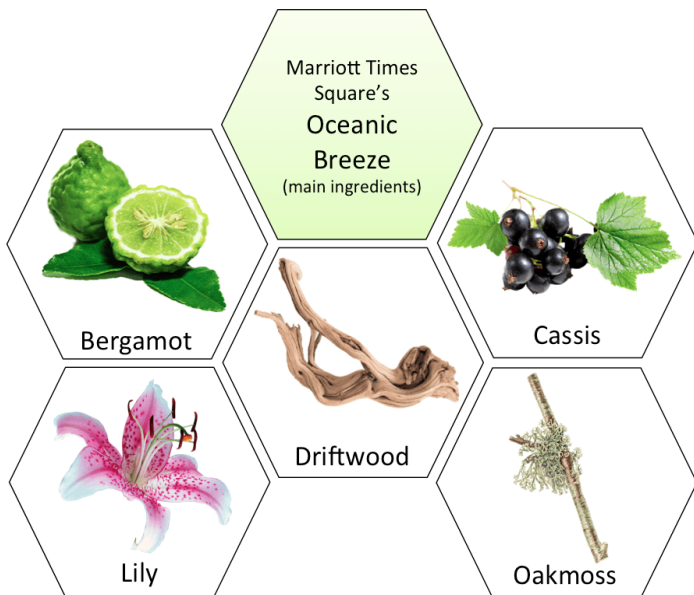 Marriott Times
Square's
Oceanic
Breeze
(main ingredients)
Bergamot
Cassis
Driftwood
Lily
Oakmoss